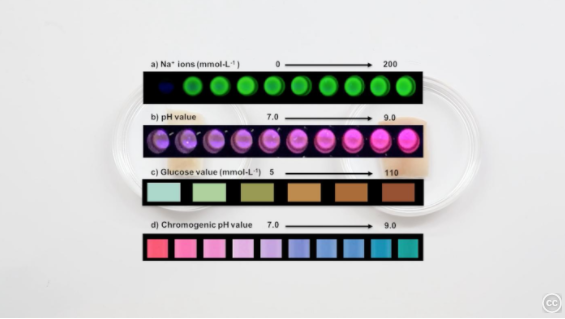 a) Na⁺ ions (mmol-L⁻¹) 0 200
b) pH value 7.0 9.0
c) Glucose value (mmol-L⁻¹) 5 110
d) Chromogenic pH value 7.0 9.0
cc